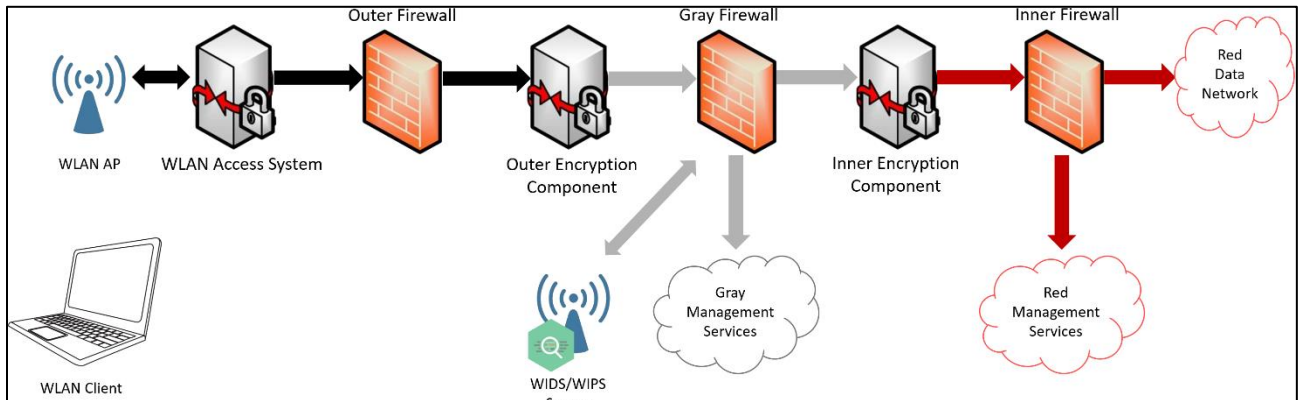 Outer Firewall
Gray Firewall
Inner Firewall
Red
Data
Network
WLAN AP
WLAN Access System
Outer Encryption
Component
Inner Encryption
Component
Gray
Management
Services
Red
Management
Services
WLAN Client
WIDS/WIPS